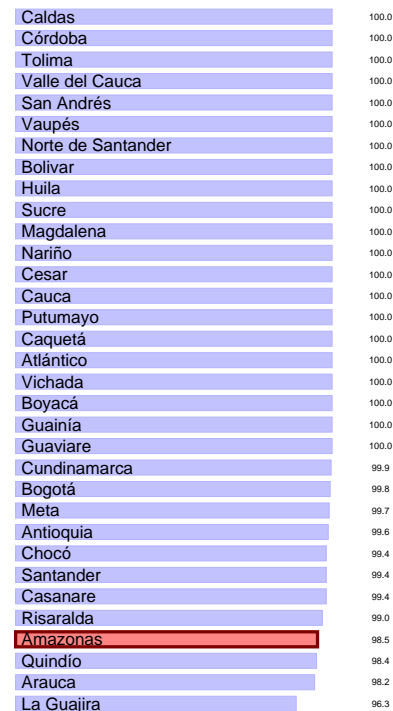 Caldas 100.0
Córdoba 100.0
Tolima 100.0
Valle del Cauca 100.0
San Andrés 100.0
Vaupés 100.0
Norte de Santander 100.0
Bolivar 100.0
Huila 100.0
Sucre 100.0
Magdalena 100.0
Nariño 100.0
Cesar 100.0
Cauca 100.0
Putumayo 100.0
Caquetá 100.0
Atlántico 100.0
Vichada 100.0
Boyacá 100.0
Guainía 100.0
Guaviare 100.0
Cundinamarca 99.9
Bogotá 99.8
Meta 99.7
Antioquia 99.6
Chocó 99.4
Santander 99.4
Casanare 99.4
Risaralda 99.0
Amazonas 98.5
Quindío 98.4
Arauca 98.2
La Guajira 96.3